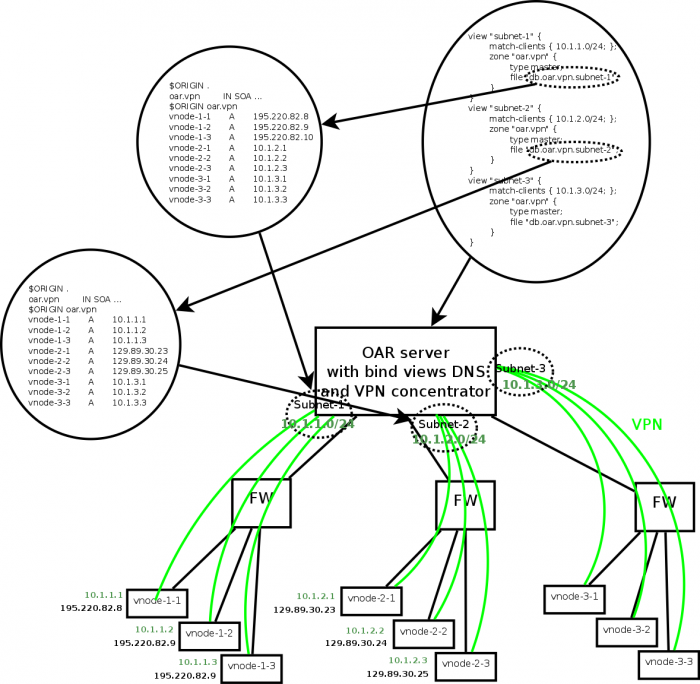 view "subnet-1" {
match-clients { 10.1.1.0/24; };
zone "oar.vpn" {
type master;
file "db.oar.vpn.subnet-1";
}
}
view "subnet-2" {
match-clients { 10.1.2.0/24; };
zone "oar.vpn" {
type master;
file "db.oar.vpn.subnet-2";
}
}
view "subnet-3" {
match-clients { 10.1.3.0/24; };
zone "oar.vpn" {
type master;
file "db.oar.vpn.subnet-3";
}
}
$ORIGIN .
oar.vpn IN SOA ...
$ORIGIN oar.vpn
vnode-1-1 A 195.220.82.8
vnode-1-2 A 195.220.82.9
vnode-1-3 A 195.220.82.10
vnode-2-1 A 10.1.2.1
vnode-2-2 A 10.1.2.2
vnode-2-3 A 10.1.2.3
vnode-3-1 A 10.1.3.1
vnode-3-2 A 10.1.3.2
vnode-3-3 A 10.1.3.3
$ORIGIN .
oar.vpn IN SOA ...
$ORIGIN oar.vpn
vnode-1-1 A 10.1.1.1
vnode-1-2 A 10.1.1.2
vnode-1-3 A 10.1.1.3
vnode-2-1 A 129.89.30.23
vnode-2-2 A 129.89.30.24
vnode-2-3 A 129.89.30.25
vnode-3-1 A 10.1.3.1
vnode-3-2 A 10.1.3.2
vnode-3-3 A 10.1.3.3
OAR server
with bind views DNS
and VPN concentrator
Subnet-3
10.1.3.0/24
Subnet-1
10.1.1.0/24
Subnet-2
10.1.2.0/24
VPN
FW
FW
FW
10.1.1.1
195.220.82.8
vnode-1-1
10.1.1.2
195.220.82.9
vnode-1-2
10.1.1.3
195.220.82.9
vnode-1-3
10.1.2.1
129.89.30.23
vnode-2-1
10.1.2.2
129.89.30.24
vnode-2-2
10.1.2.3
129.89.30.25
vnode-2-3
vnode-3-1
vnode-3-2
vnode-3-3